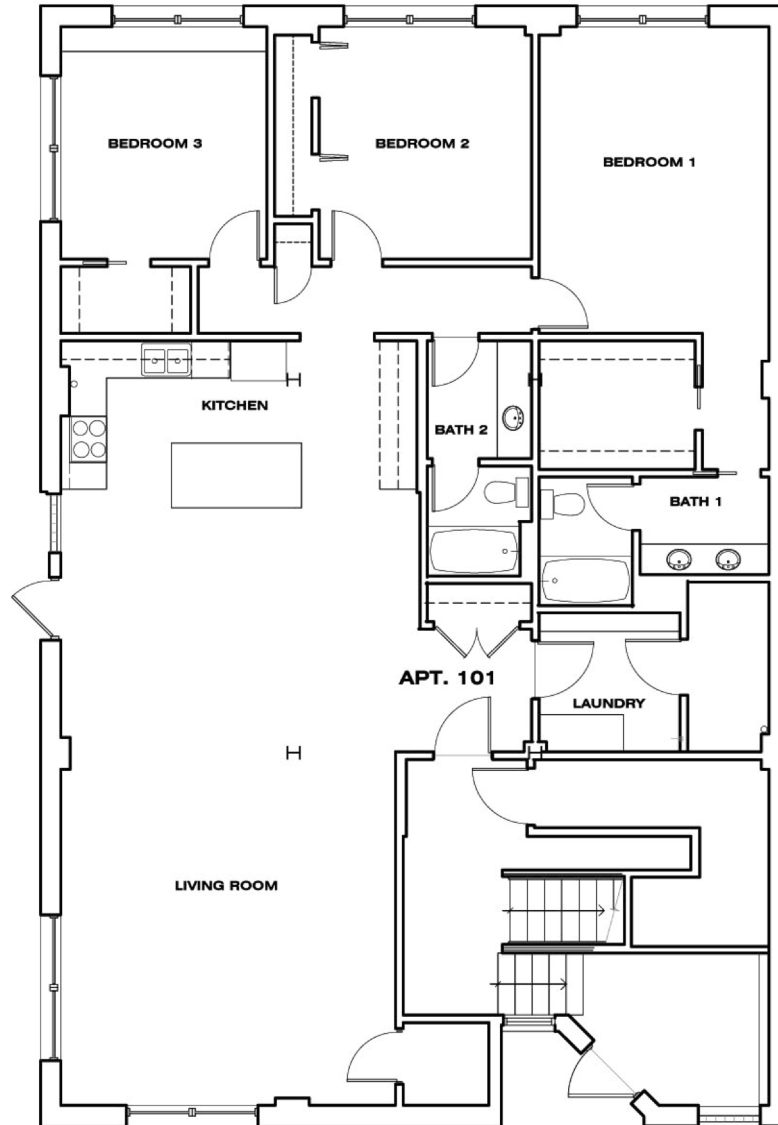 BEDROOM 3
BEDROOM 2
BEDROOM 1
KITCHEN
BATH 2
BATH 1
APT. 101
LAUNDRY
LIVING ROOM